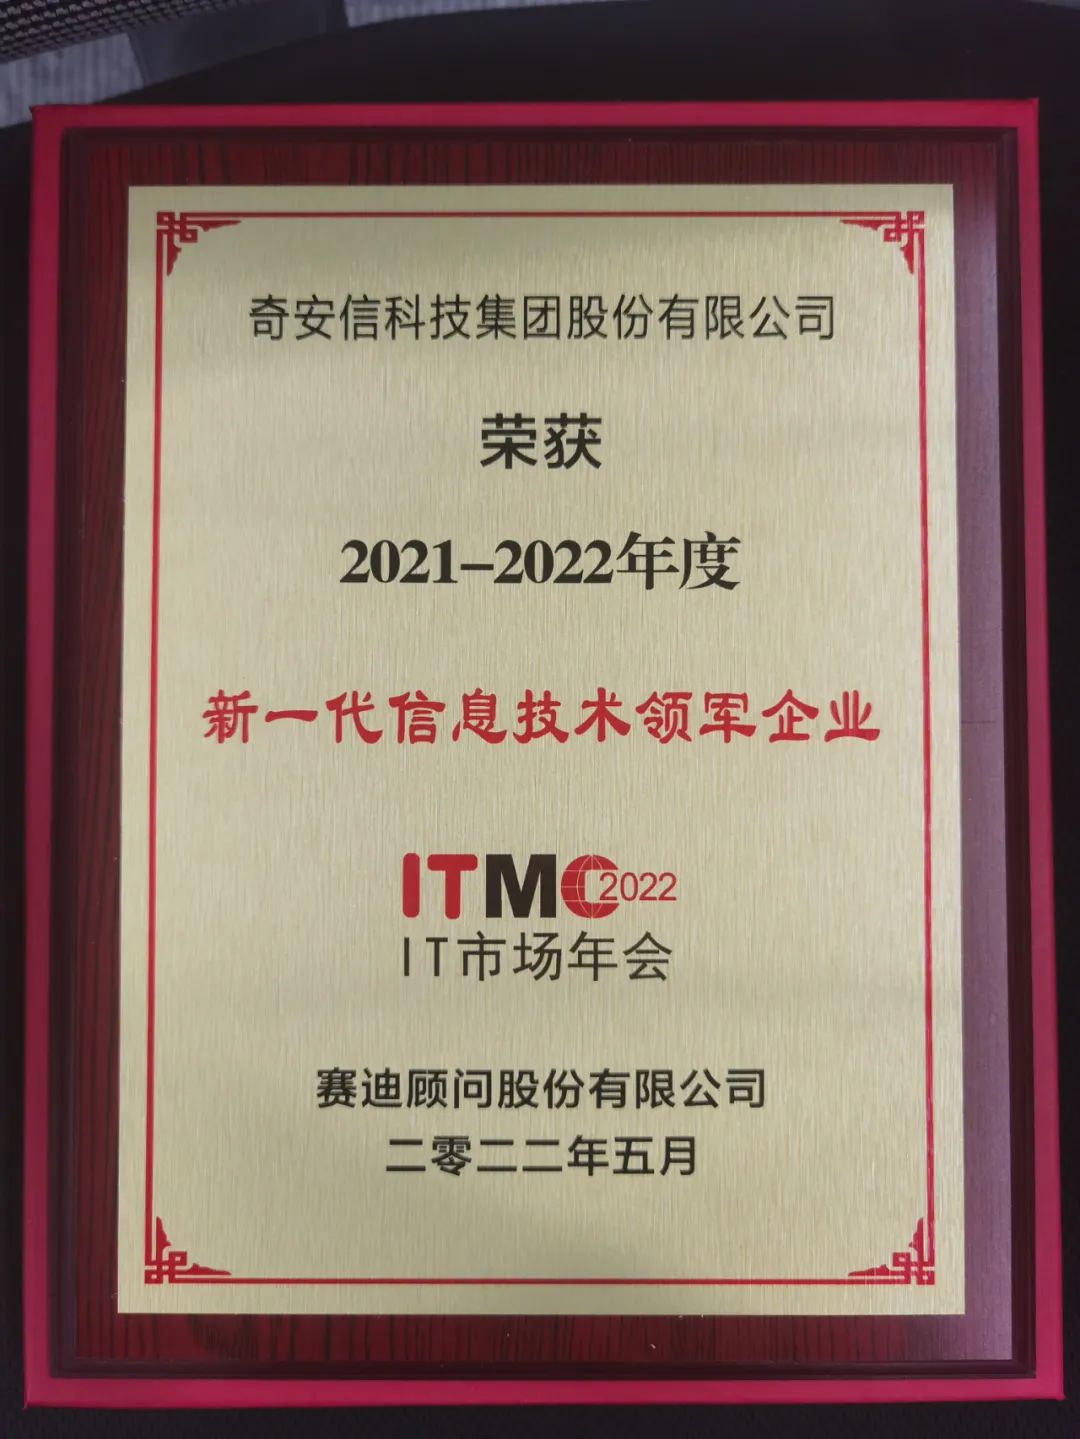 奇安信科技集团股份有限公司
荣获
2021-2022年度
新一代信息技术领军企业
ITMC2022
IT市场年会
赛迪顾问股份有限公司
二零二二年五月